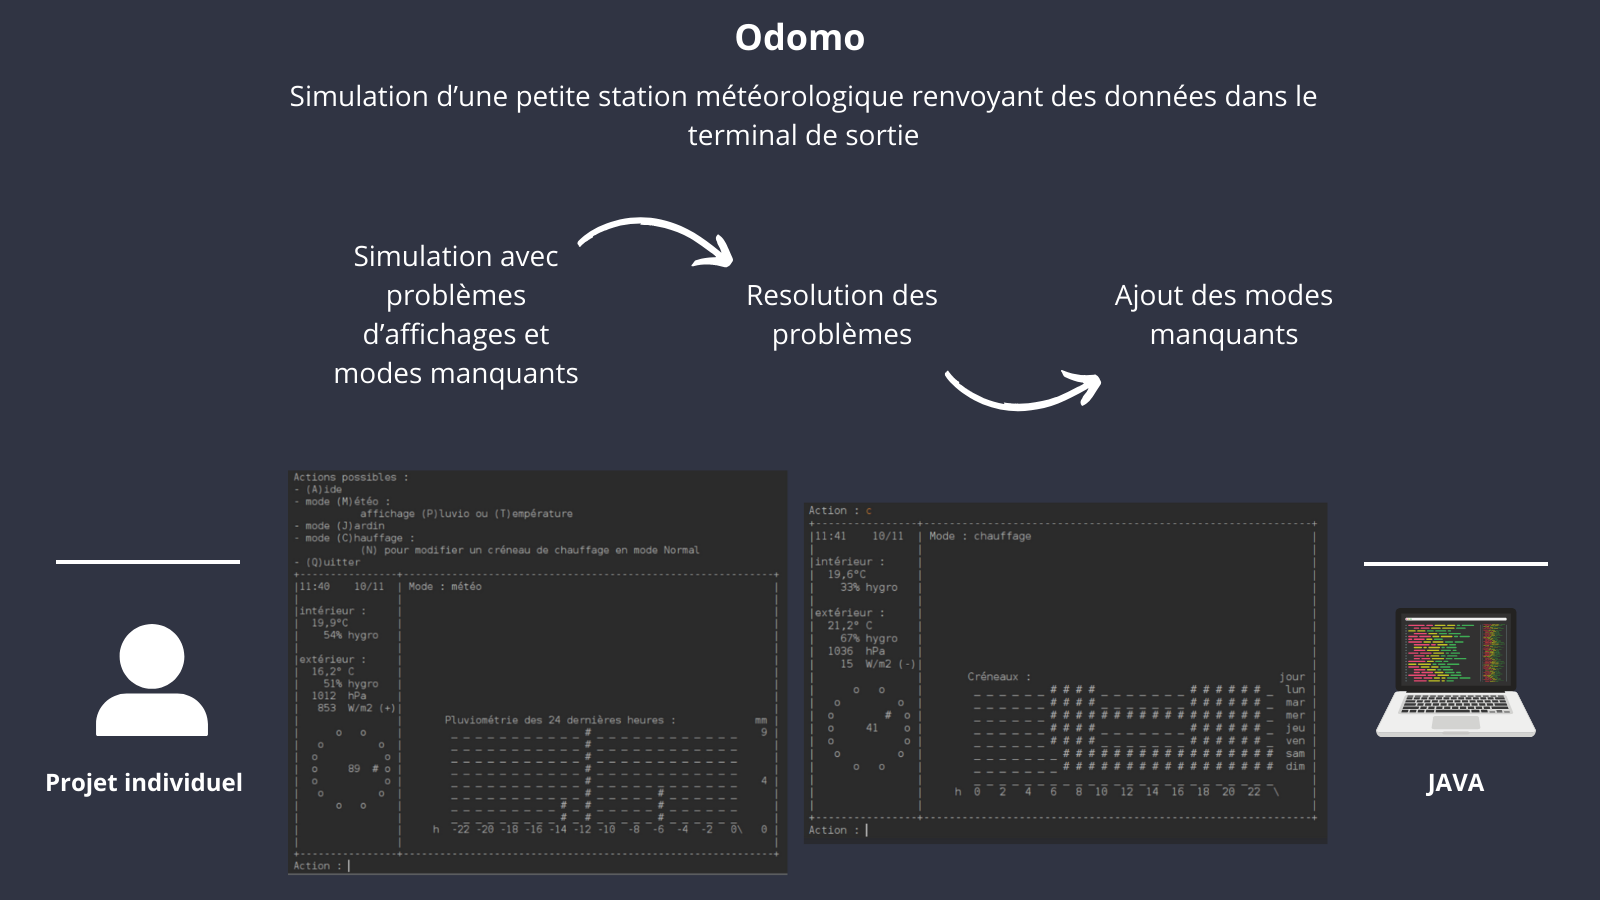 Odomo
Simulation d’une petite station météorologique renvoyant des données dans le
terminal de sortie
Simulation avec
problèmes
d’affichages et
modes manquants
Resolution des
problèmes
Ajout des modes
manquants
Actions possibles :
- (A)ide
- mode (M)étéo :
affichage (P)luvio ou (T)empérature
- mode (J)ardin
- mode (C)hauffage :
(N) pour modifier un créneau de chauffage en mode Normal
- (Q)uitter
+----------------+--------------------------------------------------+
|11:40    10/11  | Mode : météo
intérieur :
19,9°C
54% hygro
extérieur :
16,2° C
51% hygro
1012  hPa
853  W/m2 (+)
Pluviométrie des 24 dernières heures :    mm
o   o    #    9
o    o    #
o    o    #
o    89  # o    #
o    o    #    4
o    o    #    #
o   o    # #    #
# #    #
h  -22 -20 -18 -16 -14 -12 -10  -8  -6  -4  -2   0\   0
Action :
Action : c
|11:41    10/11  | Mode : chauffage
intérieur :
19,6°C
33% hygro
extérieur :
21,2° C
67% hygro
1036  hPa
15  W/m2 (-)
Créneaux :    jour
o   o    _ _ _ _ _ _ # # # # _ _ _ _ _ _ _ # # # # # # _  lun
o    o    _ _ _ _ _ _ # # # # _ _ _ _ _ _ _ # # # # # # _  mar
o    # o    _ _ _ _ _ _ # # # # # # # # # # # # # # # # # _  mer
o    41    o    _ _ _ _ _ _ # # # # _ _ _ _ _ _ _ # # # # # # _  jeu
o    o    _ _ _ _ _ _ # # # # _ _ _ _ _ _ _ # # # # # # _  ven
o    o    _ _ _ _ _ _ _ # # # # # # # # # # # # # # # # #  sam
o   o    _ _ _ _ _ _ _ # # # # # # # # # # # # # # # # #  dim
h  0  2  4  6  8  10  12  14  16  18  20  22  \
Action :
Projet individuel
JAVA